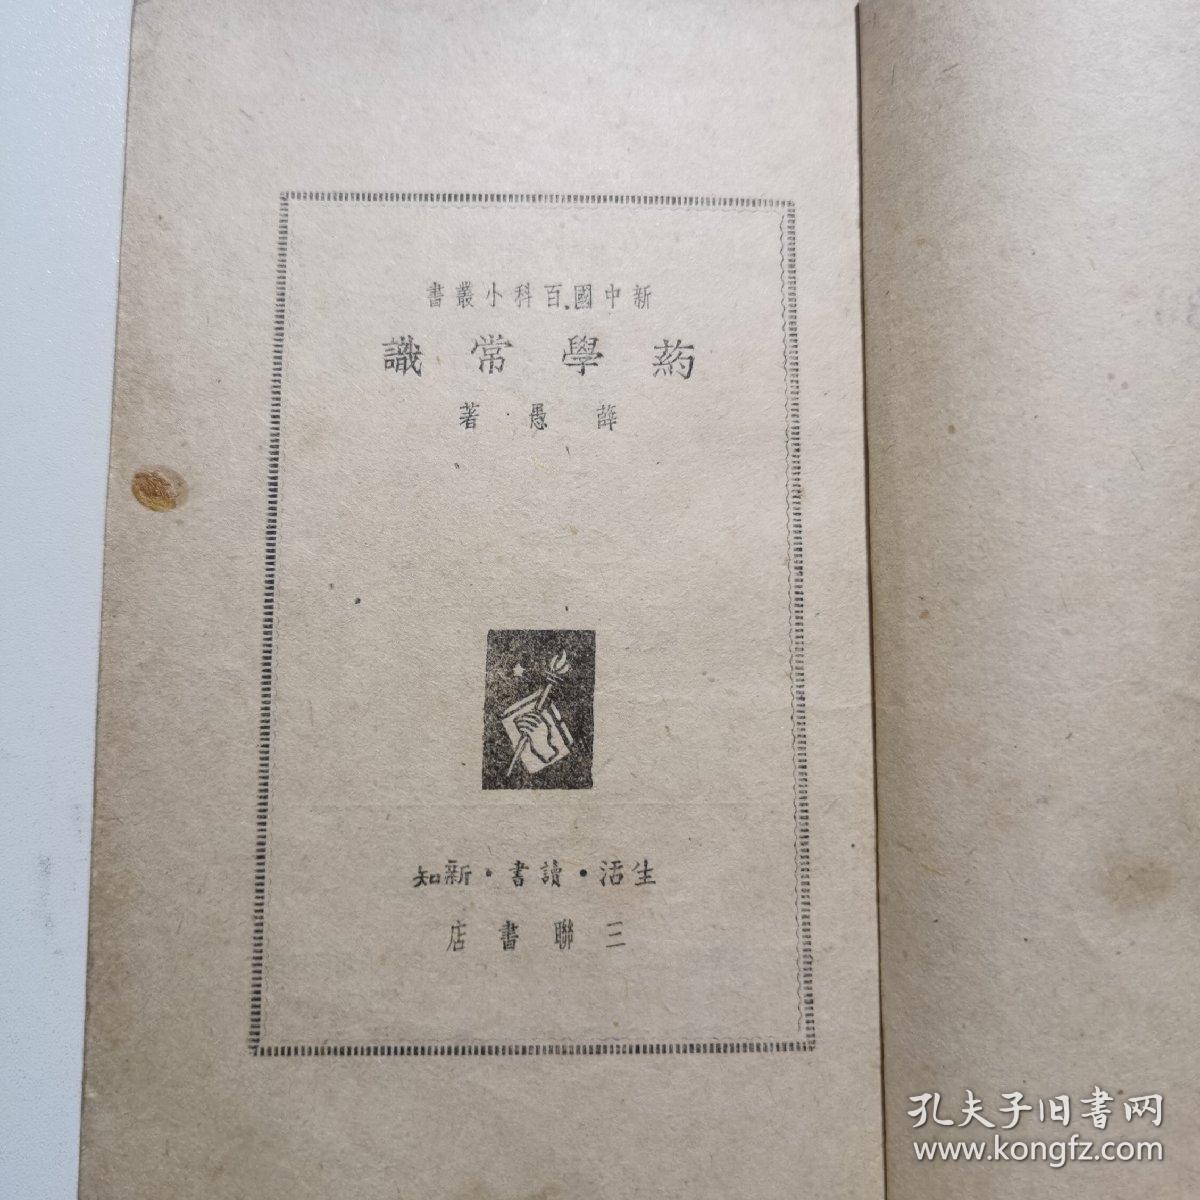 新中國百科小叢書
葯學常識
薛愚著
生活・讀書・新知
三聯書店
孔夫子旧書网
www.kongfz.com